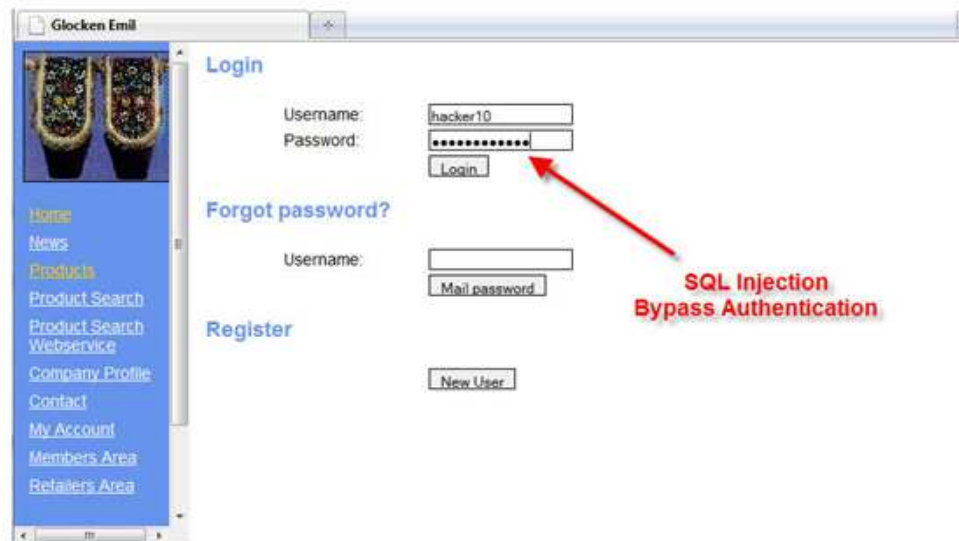 Glocken Emil
Home
News
Products
Product Search
Product Search
Webservice
Company Profile
Contact
My Account
Members Area
Retailers Area
Login
Username:
hacker10
Password:
Login
Forgot password?
Username:
Mail password
Register
New User
SQL Injection
Bypass Authentication